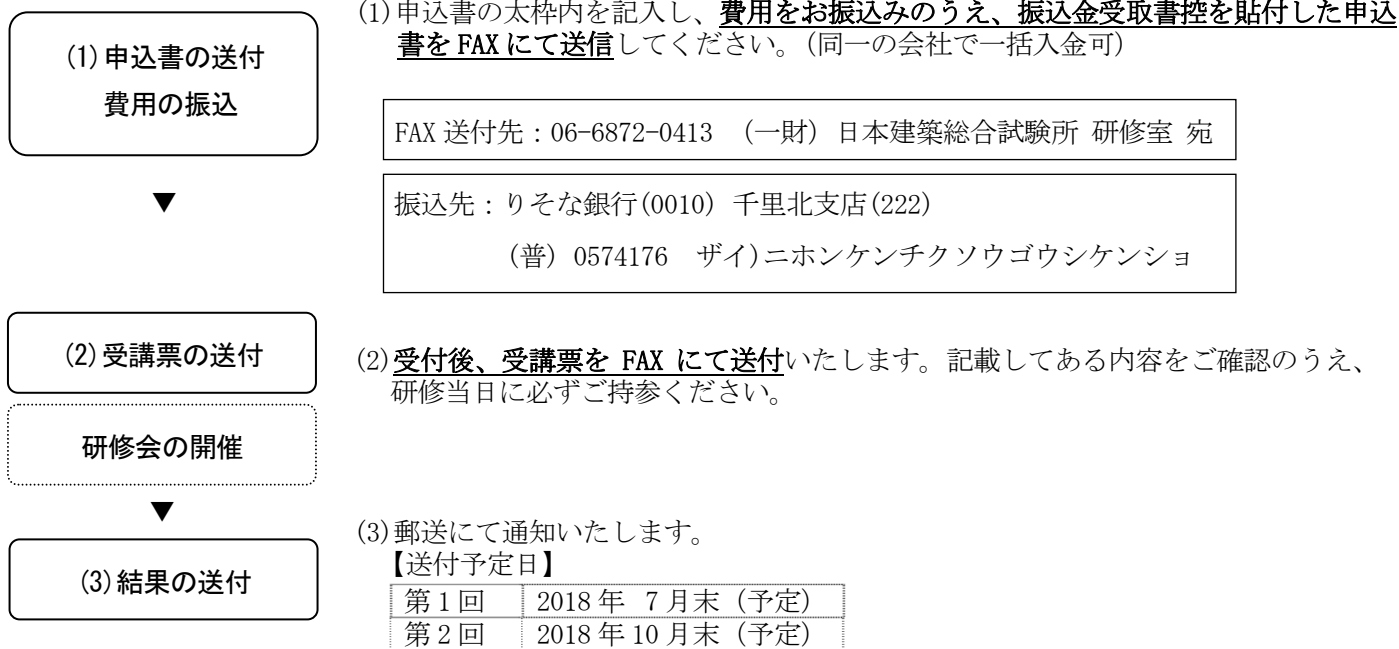 (1)申込書の送付
費用の振込
▼
(1)申込書の太枠内を記入し、費用をお振込みのうえ、振込金受取書控を貼付した申込
書を FAX にて送信してください。(同一の会社で一括入金可)
FAX 送付先：06-6872-0413 （一財）日本建築総合試験所 研修室 宛
振込先：りそな銀行(0010) 千里北支店(222)
(普) 0574176 ザイ)ニホンケンチクソウゴウシケンショ
(2)受講票の送付
(2)受付後、受講票を FAX にて送付いたします。記載してある内容をご確認のうえ、
研修当日に必ずご持参ください。
研修会の開催
▼
(3)結果の送付
(3)郵送にて通知いたします。
【送付予定日】
第1回 2018年 7月末（予定）
第2回 2018年10月末（予定）